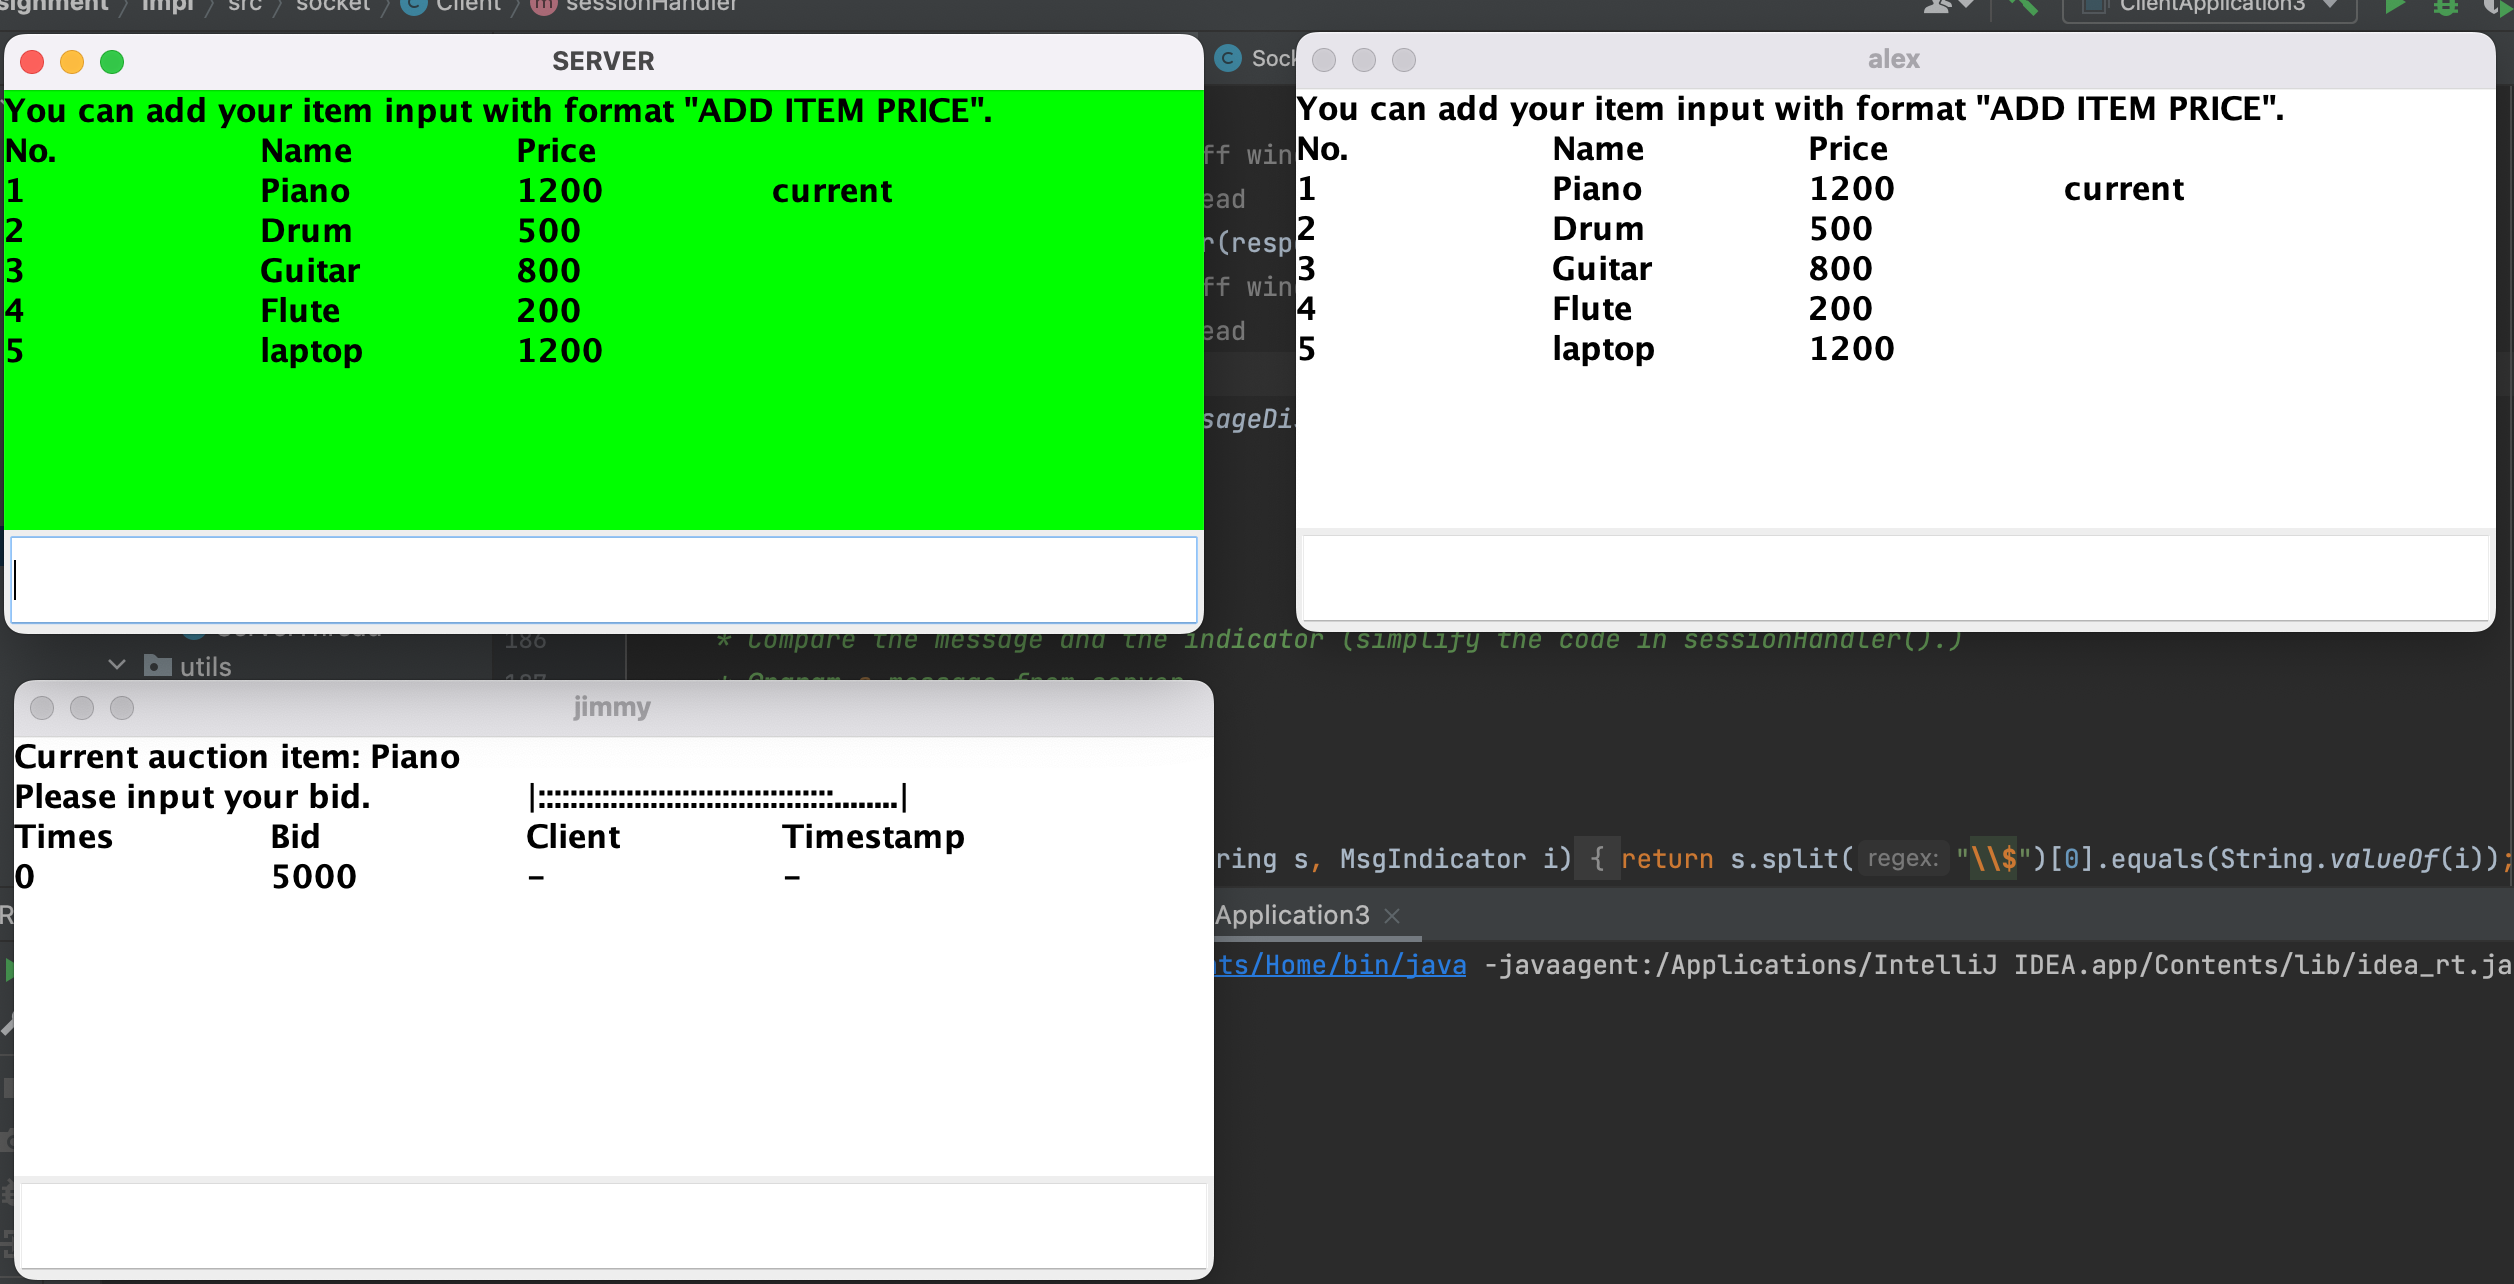 signment impl src socket Client sessionHandler
ClientApplication3
SERVER
You can add your item input with format "ADD ITEM PRICE".
No. Name Price
1 Piano 1200 current
2 Drum 500
3 Guitar 800
4 Flute 200
5 laptop 1200
Sock
ff win
ead
r(resp
ff win
ead
sageDi
alex
You can add your item input with format "ADD ITEM PRICE".
No. Name Price
1 Piano 1200 current
2 Drum 500
3 Guitar 800
4 Flute 200
5 laptop 1200
utils
186 * Compare the message and the indicator (simplify the code in sessionHandler().)
187 * @param s message from server
jimmy
Current auction item: Piano
Please input your bid. |:::::::::::::::::::::::::::::::::::::........|
Times Bid Client Timestamp
0 5000 – –
ring s, MsgIndicator i) { return s.split( regex: "\\$")[0].equals(String.valueOf(i));
Application3
nts/Home/bin/java -javaagent:/Applications/IntelliJ IDEA.app/Contents/lib/idea_rt.ja